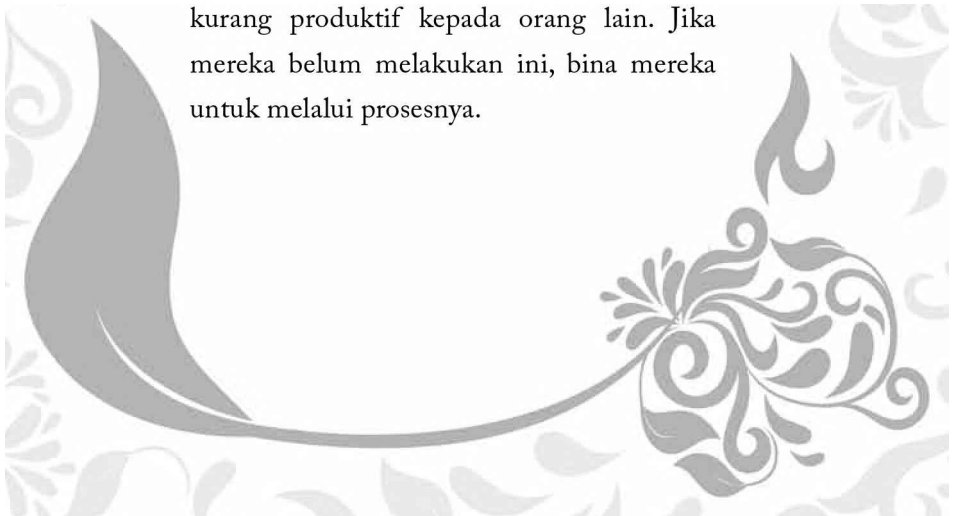 kurang produktif kepada orang lain. Jika
mereka belum melakukan ini, bina mereka
untuk melalui prosesnya.